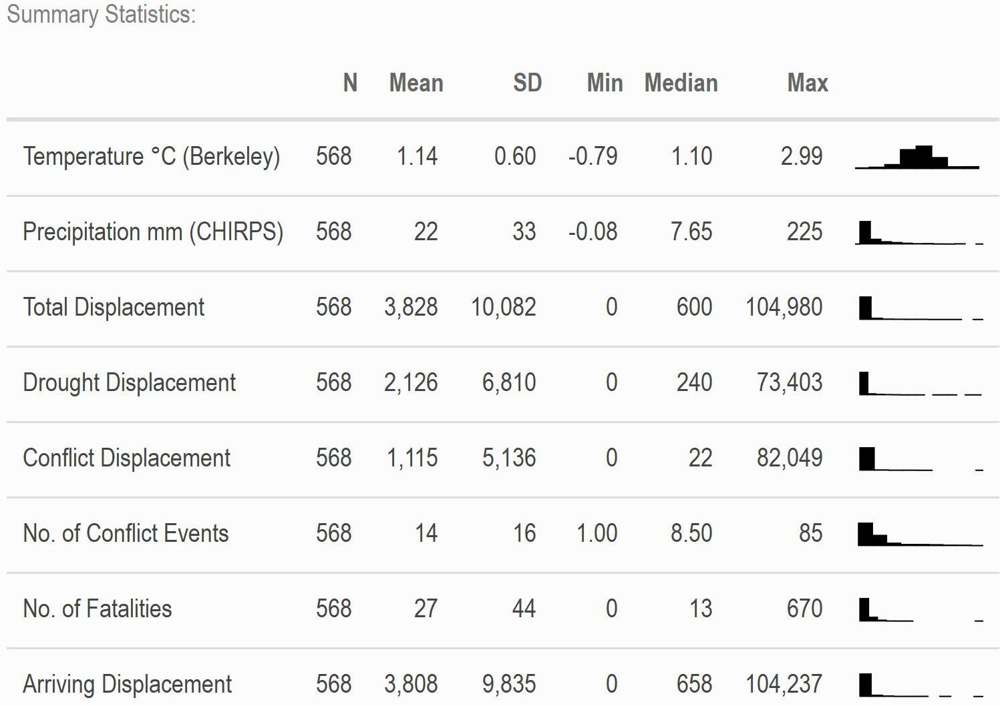 Summary Statistics:
N Mean SD Min Median Max
Temperature °C (Berkeley) 568 1.14 0.60 -0.79 1.10 2.99
Precipitation mm (CHIRPS) 568 22 33 -0.08 7.65 225
Total Displacement 568 3,828 10,082 0 600 104,980
Drought Displacement 568 2,126 6,810 0 240 73,403
Conflict Displacement 568 1,115 5,136 0 22 82,049
No. of Conflict Events 568 14 16 1.00 8.50 85
No. of Fatalities 568 27 44 0 13 670
Arriving Displacement 568 3,808 9,835 0 658 104,237